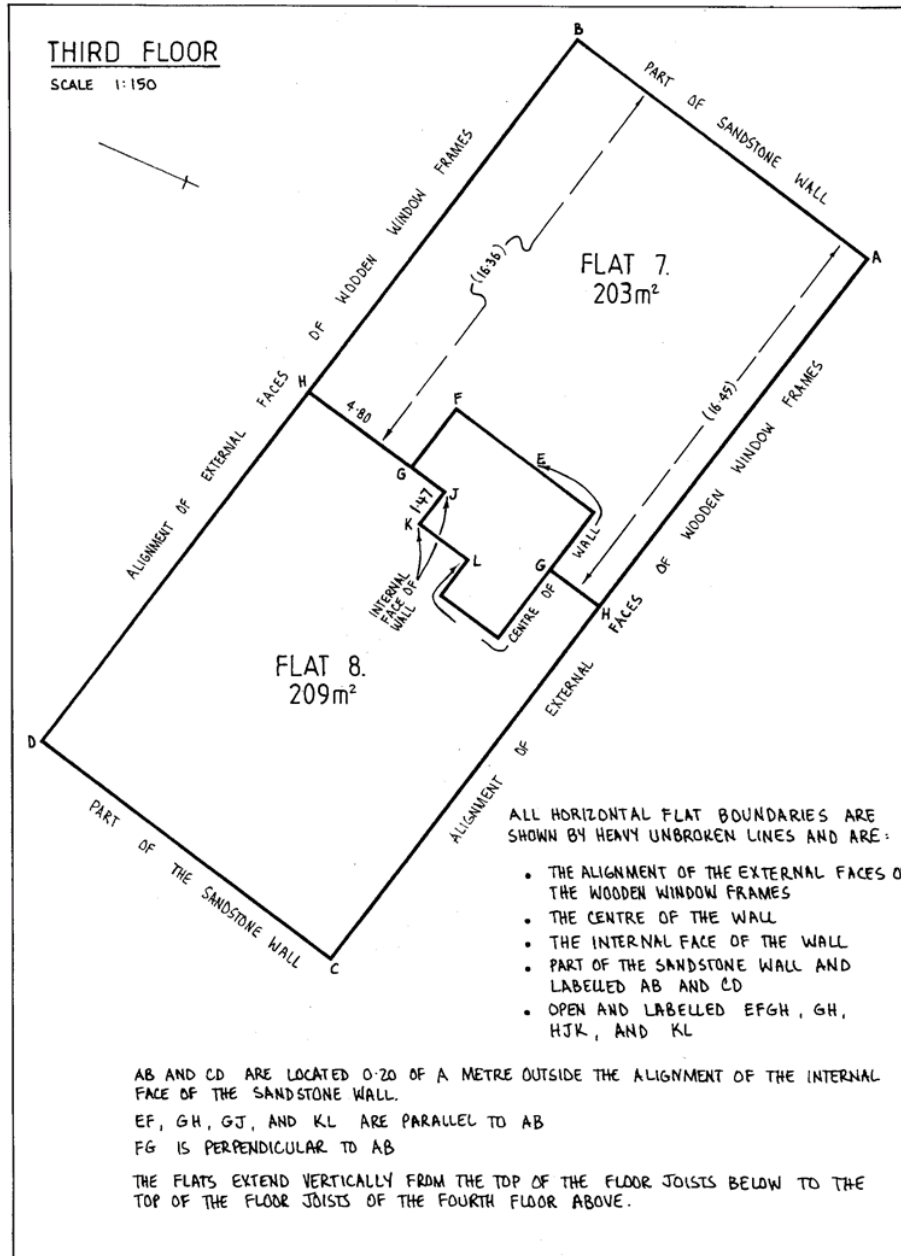 THIRD FLOOR
SCALE 1:150
B
PART OF SANDSTONE WALL
ALIGNMENT OF EXTERNAL FACES OF WOODEN WINDOW FRAMES
(16·36)
FLAT 7.
203m²
A
(16·45)
H
4·80
F
E
G
J
1·47
K
L
G
WALL
CENTRE OF
H
INTERNAL
FACE OF
WALL
ALIGNMENT OF EXTERNAL FACES OF WOODEN WINDOW FRAMES
FLAT 8.
209m²
D
PART OF THE SANDSTONE WALL
C
ALL HORIZONTAL FLAT BOUNDARIES ARE
SHOWN BY HEAVY UNBROKEN LINES AND ARE:
• THE ALIGNMENT OF THE EXTERNAL FACES O
THE WOODEN WINDOW FRAMES
• THE CENTRE OF THE WALL
• THE INTERNAL FACE OF THE WALL
• PART OF THE SANDSTONE WALL AND
LABELLED AB AND CD
• OPEN AND LABELLED EFGH, GH,
HJK, AND KL
AB AND CD ARE LOCATED 0·20 OF A METRE OUTSIDE THE ALIGNMENT OF THE INTERNAL
FACE OF THE SANDSTONE WALL.
EF, GH, GJ, AND KL ARE PARALLEL TO AB
FG IS PERPENDICULAR TO AB
THE FLATS EXTEND VERTICALLY FROM THE TOP OF THE FLOOR JOISTS BELOW TO THE
TOP OF THE FLOOR JOISTS OF THE FOURTH FLOOR ABOVE.